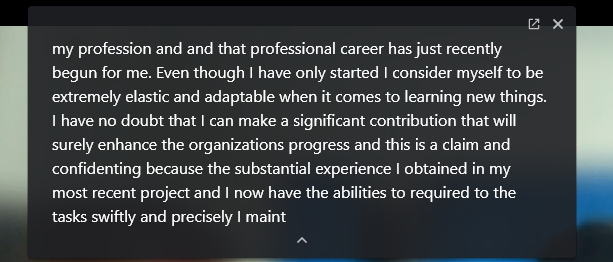 my profession and and that professional career has just recently
begun for me. Even though I have only started I consider myself to be
extremely elastic and adaptable when it comes to learning new things.
I have no doubt that I can make a significant contribution that will
surely enhance the organizations progress and this is a claim and
confidenting because the substantial experience I obtained in my
most recent project and I now have the abilities to required to the
tasks swiftly and precisely I maint